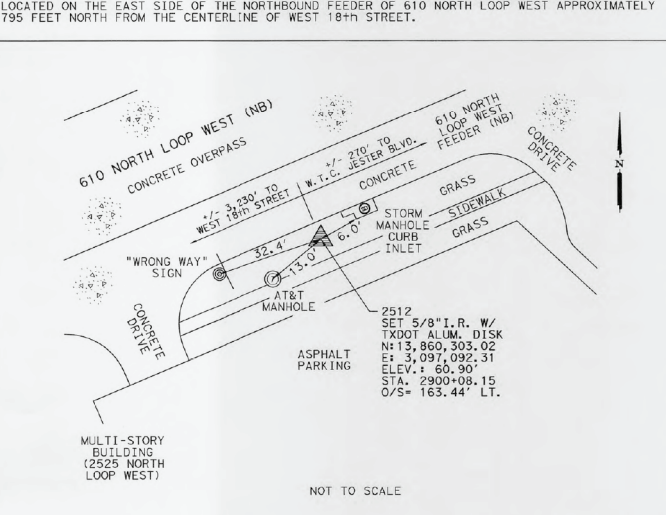 LOCATED ON THE EAST SIDE OF THE NORTHBOUND FEEDER OF 610 NORTH LOOP WEST APPROXIMATELY
795 FEET NORTH FROM THE CENTERLINE OF WEST 18th STREET.
610 NORTH LOOP WEST (NB)
CONCRETE OVERPASS
+/- 3,230' TO
WEST 18th STREET
+/- 270' TO
W.T.C. JESTER BLVD.
610 NORTH
LOOP WEST
FEEDER (NB)
CONCRETE
DRIVE
CONCRETE
GRASS
SIDEWALK
GRASS
STORM
MANHOLE
CURB
INLET
"WRONG WAY"
SIGN
32.4'
13.0'
6.0'
AT&T
MANHOLE
CONCRETE
DRIVE
2512
SET 5/8"I.R. W/
TXDOT ALUM. DISK
N:13,860,303.02
E: 3,097,092.31
ELEV.: 60.90'
STA. 2900+08.15
O/S= 163.44' LT.
ASPHALT
PARKING
MULTI-STORY
BUILDING
(2525 NORTH
LOOP WEST)
N
NOT TO SCALE